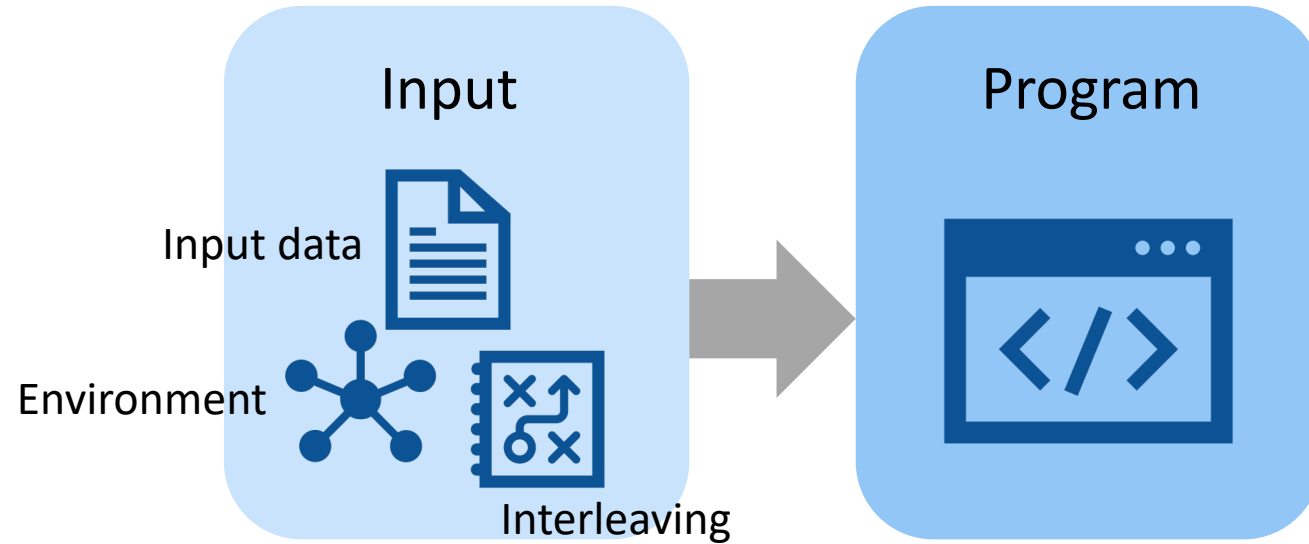 Input
Program
Input data
Environment
Interleaving